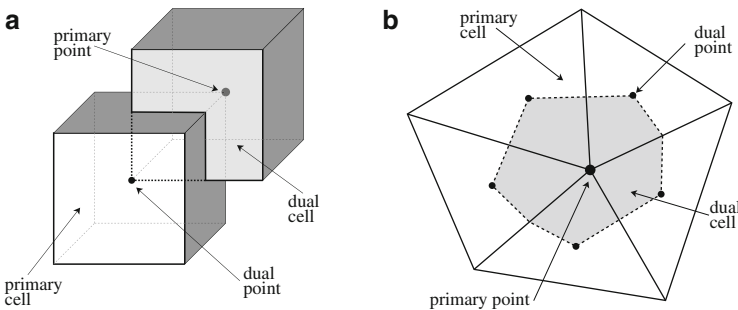 a
primary
point
dual
cell
primary
cell
dual
point
b
primary
cell
dual
point
dual
cell
primary point